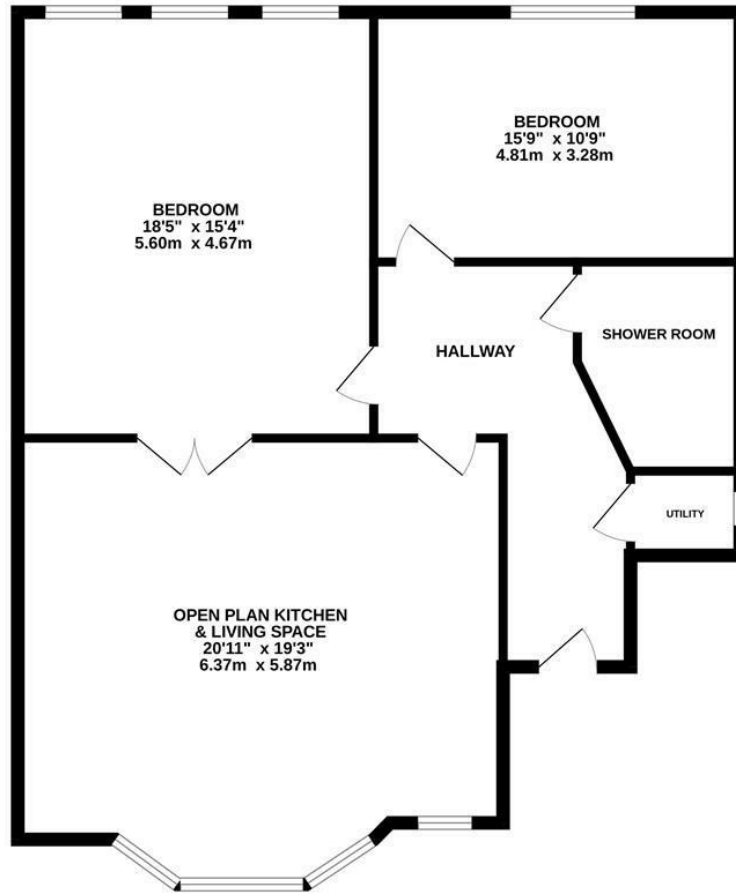 BEDROOM
15'9" x 10'9"
4.81m x 3.28m
BEDROOM
18'5" x 15'4"
5.60m x 4.67m
HALLWAY
SHOWER ROOM
UTILITY
OPEN PLAN KITCHEN
& LIVING SPACE
20'11" x 19'3"
6.37m x 5.87m